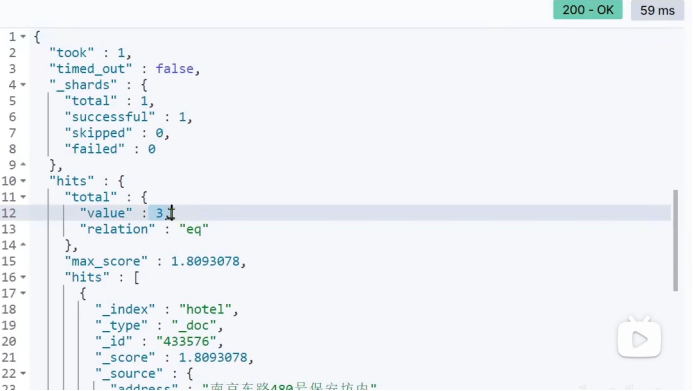 200 - OK
59 ms
1 {
2 "took" : 1,
3 "timed_out" : false,
4 "_shards" : {
5 "total" : 1,
6 "successful" : 1,
7 "skipped" : 0,
8 "failed" : 0
9 },
10 "hits" : {
11 "total" : {
12 "value" : 3,
13 "relation" : "eq"
14 },
15 "max_score" : 1.8093078,
16 "hits" : [
17 {
18 "_index" : "hotel",
19 "_type" : "_doc",
20 "_id" : "433576",
21 "_score" : 1.8093078,
22 "_source" : {
23 "address" : "南京东路480号保安坊内"